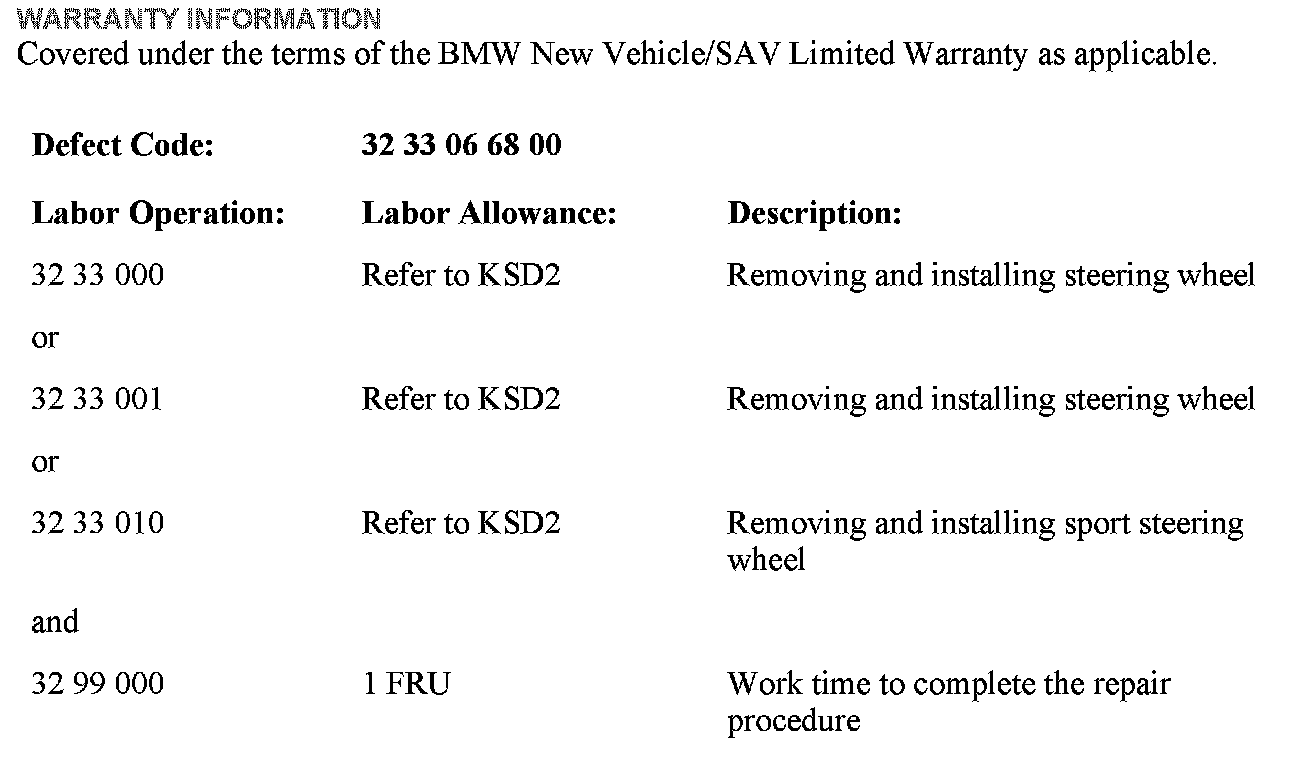 WARRANTY INFORMATION
Covered under the terms of the BMW New Vehicle/SAV Limited Warranty as applicable.
Defect Code: 32 33 06 68 00
Labor Operation: Labor Allowance: Description:
32 33 000 Refer to KSD2 Removing and installing steering wheel
or
32 33 001 Refer to KSD2 Removing and installing steering wheel
or
32 33 010 Refer to KSD2 Removing and installing sport steering
wheel
and
32 99 000 1 FRU Work time to complete the repair
procedure